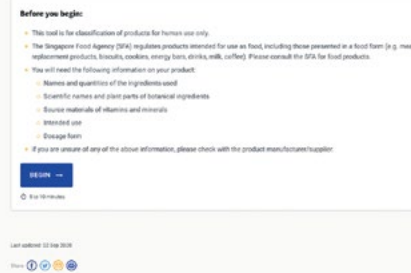 Before you begin:
This tool is for classification of products for human use only.
The Singapore Food Agency (SFA) regulates products intended for use as food, including those presented in a food form (e.g. meal
replacement products, biscuits, cookies, energy bars, drinks, milk, coffee). Please consult the SFA for food products.
You will need the following information on your product:
Names and quantities of the ingredients used
Scientific names and plant parts of botanical ingredients
Source materials of vitamins and minerals
Intended use
Dosage form
If you are unsure of any of the above information, please check with the product manufacturer/supplier.
BEGIN →
minutes
Last updated: 12 Sep
Share